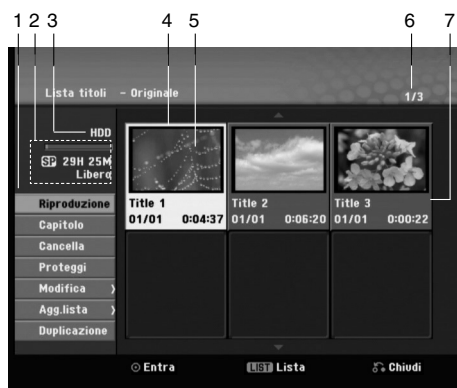 1 2 3 4 5 6 7
Lista titoli – Originale
1/3
HDD
SP 29H 25M
Libero
Riproduzione
Capitolo
Cancella
Proteggi
Modifica
Agg.lista
Duplicazione
Title 1
01/01 0:04:37
Title 2
01/01 0:06:20
Title 3
01/01 0:00:22
Entra
LIST Lista
Chiudi